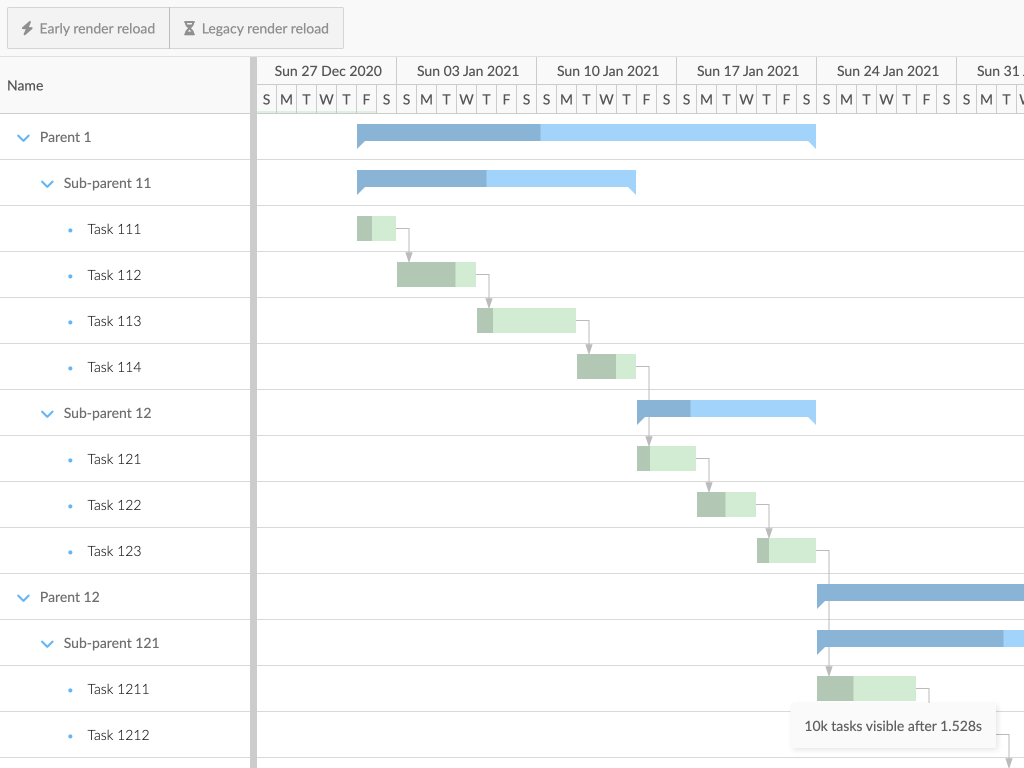 Early render reload Legacy render reload
Name
Sun 27 Dec 2020 Sun 03 Jan 2021 Sun 10 Jan 2021 Sun 17 Jan 2021 Sun 24 Jan 2021 Sun 31
S M T W T F S S M T W T F S S M T W T F S S M T W T F S S M T W T F S S M T
Parent 1
Sub-parent 11
Task 111
Task 112
Task 113
Task 114
Sub-parent 12
Task 121
Task 122
Task 123
Parent 12
Sub-parent 121
Task 1211
10k tasks visible after 1.528s
Task 1212